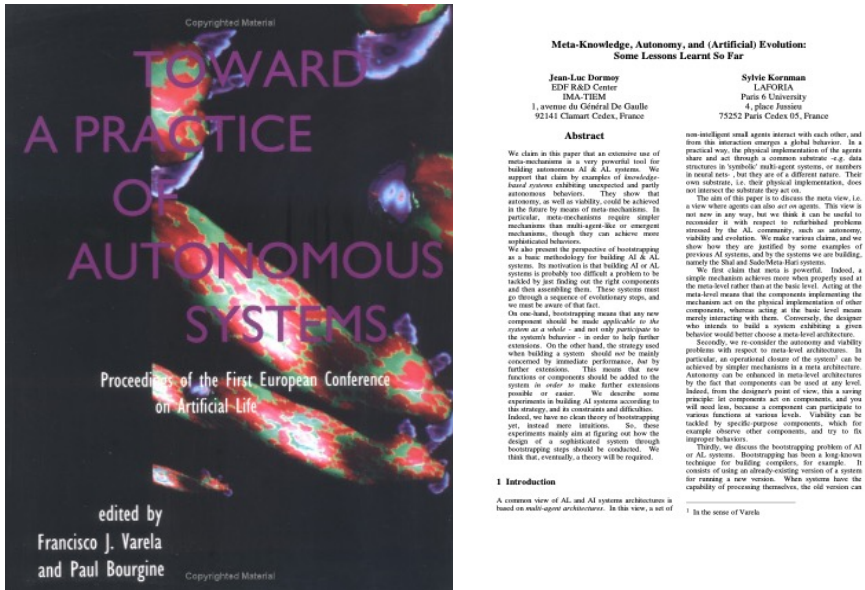 Copyrighted Material
TOWARD
A PRACTICE
OF
AUTONOMOUS
SYSTEMS
Proceedings of the First European Conference
on Artificial Life
edited by
Francisco J. Varela
and Paul Bourgine
Copyrighted Material
Meta-Knowledge, Autonomy, and (Artificial) Evolution:
Some Lessons Learnt So Far
Jean-Luc Dormoy
EDF R&D Center
IMA-TIEM
1, avenue du Général De Gaulle
92141 Clamart Cedex, France
Sylvie Kornman
LAFORIA
Paris 6 University
4, place Jussieu
75252 Paris Cedex 05, France
Abstract
We claim in this paper that an extensive use of
meta-mechanisms is a very powerful tool for
building autonomous AI & AL systems. We
support that claim by examples of knowledge-
based systems exhibiting unexpected and partly
autonomous behaviors. They show that
autonomy, as well as viability, could be achieved
in the future by means of meta-mechanisms. In
particular, meta-mechanisms require simpler
mechanisms than multi-agent-like or emergent
mechanisms, though they can achieve more
sophisticated behaviors.
We also present the perspective of bootstrapping
as a basic methodology for building AI & AL
systems. Its motivation is that building AI or AL
systems is probably too difficult a problem to be
tackled by just finding out the right components
and then assembling them. These systems must
go through a sequence of evolutionary steps, and
we must be aware of that fact.
On one-hand, bootstrapping means that any new
component should be made applicable to the
system as a whole - and not only participate to
the system's behavior - in order to help further
extensions. On the other hand, the strategy used
when building a system should not be mainly
concerned by immediate performance, but by
further extensions. This means that new
functions or components should be added to the
system in order to make further extensions
possible or easier. We describe some
experiments in building AI systems according to
this strategy, and its constraints and difficulties.
Indeed, we have no clean theory of bootstrapping
yet, instead mere intuitions. So, these
experiments mainly aim at figuring out how the
design of a sophisticated system through
bootstrapping steps should be conducted. We
think that, eventually, a theory will be required.
1 Introduction
A common view of AL and AI systems architectures is
based on multi-agent architectures. In this view, a set of
non-intelligent small agents interact with each other, and
from this interaction emerges a global behavior. In a
practical way, the physical implementation of the agents
share and act through a common substrate -e.g. data
structures in 'symbolic' multi-agent systems, or numbers
in neural nets- , but they are of a different nature. Their
own substrate, i.e. their physical implementation, does
not intersect the substrate they act on.
The aim of this paper is to discuss the meta view, i.e.
a view where agents can also act on agents. This view is
not new in any way, but we think it can be useful to
reconsider it with respect to refurbished problems
stressed by the AL community, such as autonomy,
viability and evolution. We make various claims, and we
show how they are justified by some examples of
previous AI systems, and by the systems we are building,
namely the Shal and Sude/Meta-Hari systems.
We first claim that meta is powerful. Indeed, a
simple mechanism achieves more when properly used at
the meta-level rather than at the basic level. Acting at the
meta-level means that the components implementing the
mechanism act on the physical implementation of other
components, whereas acting at the basic level means
merely interacting with them. Conversely, the designer
who intends to build a system exhibiting a given
behavior would better choose a meta-level architecture.
Secondly, we re-consider the autonomy and viability
problems with respect to meta-level architectures. In
particular, an operational closure of the system¹ can be
achieved by simpler mechanisms in a meta architecture.
Autonomy can be enhanced in meta-level architectures
by the fact that components can be used at any level.
Indeed, from the designer's point of view, this a saving
principle: let components act on components, and you
will need less, because a component can participate to
various functions at various levels. Viability can be
tackled by specific-purpose components, which for
example observe other components, and try to fix
improper behaviors.
Thirdly, we discuss the bootstrapping problem of AI
or AL systems. Bootstrapping has been a long-known
technique for building compilers, for example. It
consists of using an already-existing version of a system
for running a new version. When systems have the
capability of processing themselves, the old version can
¹ In the sense of Varela